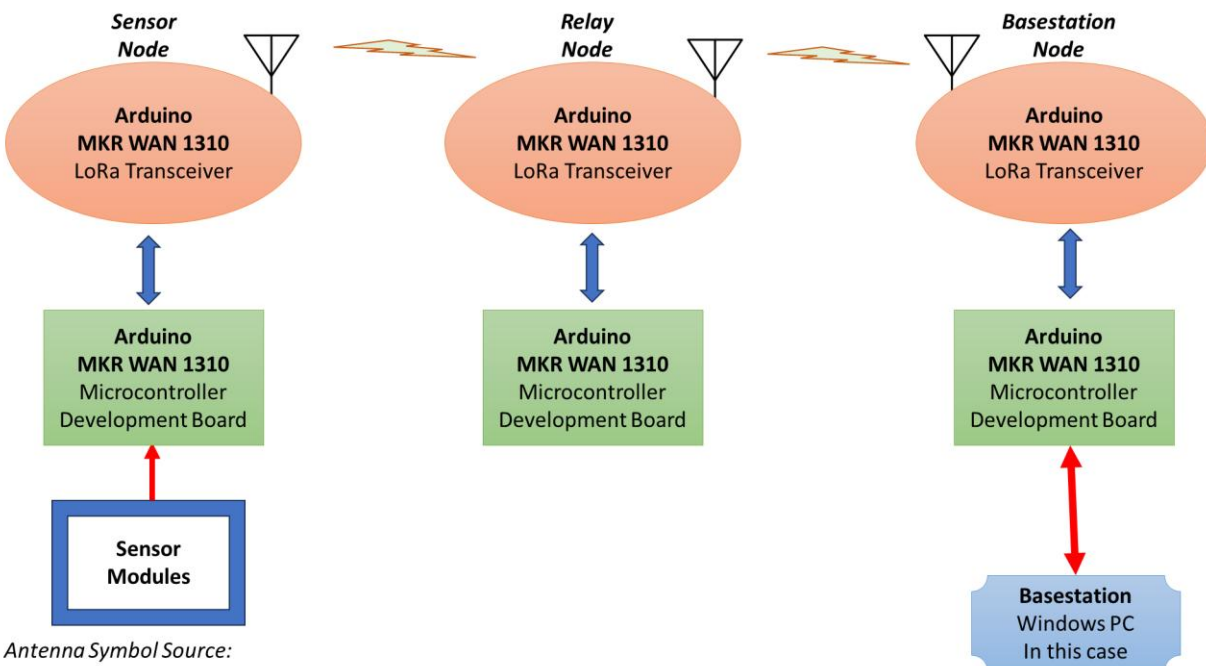 Sensor
Node
Relay
Node
Basestation
Node
Arduino
MKR WAN 1310
LoRa Transceiver
Arduino
MKR WAN 1310
LoRa Transceiver
Arduino
MKR WAN 1310
LoRa Transceiver
Arduino
MKR WAN 1310
Microcontroller
Development Board
Arduino
MKR WAN 1310
Microcontroller
Development Board
Arduino
MKR WAN 1310
Microcontroller
Development Board
Sensor
Modules
Basestation
Windows PC
In this case
Antenna Symbol Source: